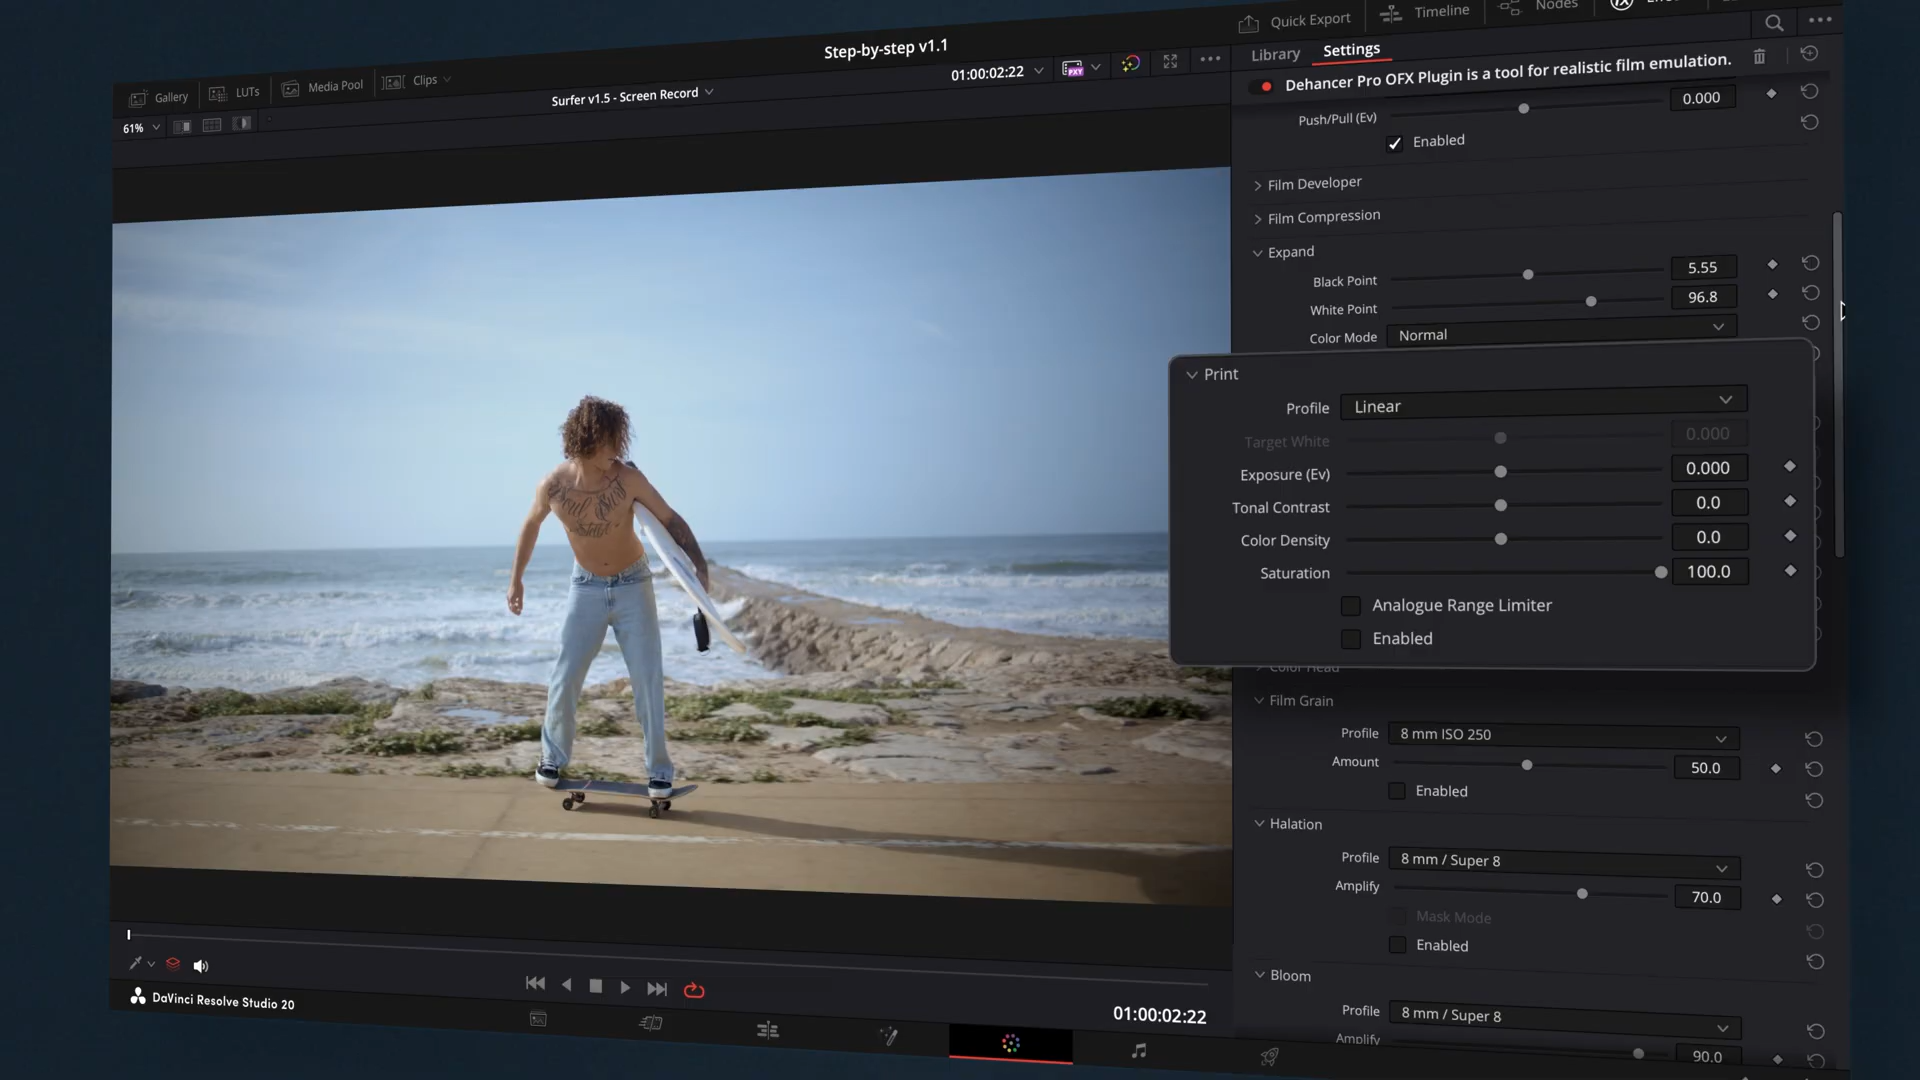 Step-by-step v1.1
Quick Export
Timeline
Nodes
Gallery
LUTs
Media Pool
Clips
Surfer v1.5 - Screen Record
01:00:02:22
PXY
61%
Library
Settings
Dehancer Pro OFX Plugin is a tool for realistic film emulation.
Push/Pull (Ev)
0.000
Enabled
Film Developer
Film Compression
Expand
Black Point
5.55
White Point
96.8
Color Mode
Normal
Print
Profile
Linear
Target White
0.000
Exposure (Ev)
0.000
Tonal Contrast
0.0
Color Density
0.0
Saturation
100.0
Analogue Range Limiter
Enabled
Color Head
Film Grain
Profile
8 mm ISO 250
Amount
50.0
Enabled
Halation
Profile
8 mm / Super 8
Amplify
70.0
Mask Mode
Enabled
Bloom
Profile
8 mm / Super 8
Amplify
90.0
01:00:02:22
DaVinci Resolve Studio 20